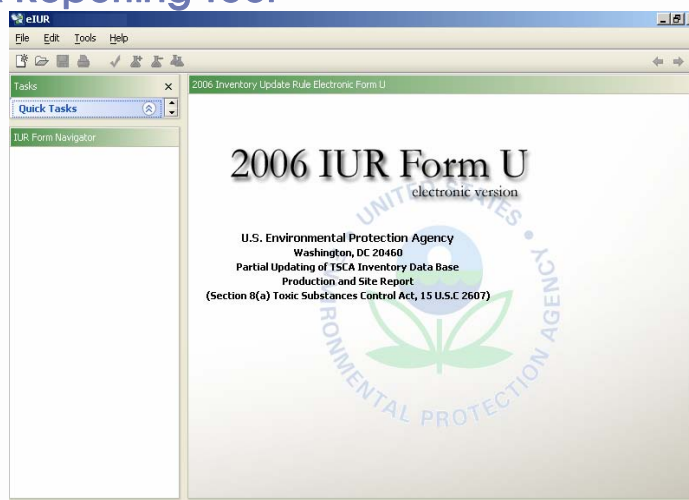 Reporting Tool
eIUR
File Edit Tools Help
Tasks x
Quick Tasks
IUR Form Navigator
2006 Inventory Update Rule Electronic Form U
2006 IUR Form U
electronic version
U.S. Environmental Protection Agency
Washington, DC 20460
Partial Updating of TSCA Inventory Data Base
Production and Site Report
(Section 8(a) Toxic Substances Control Act, 15 U.S.C 2607)
UNITED STATES • ENVIRONMENTAL PROTECTION AGENCY •